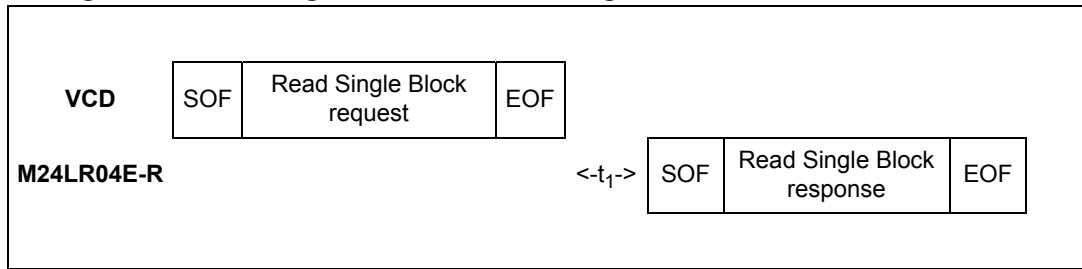 VCD SOF Read Single Block request EOF
M24LR04E-R <-t1-> SOF Read Single Block response EOF